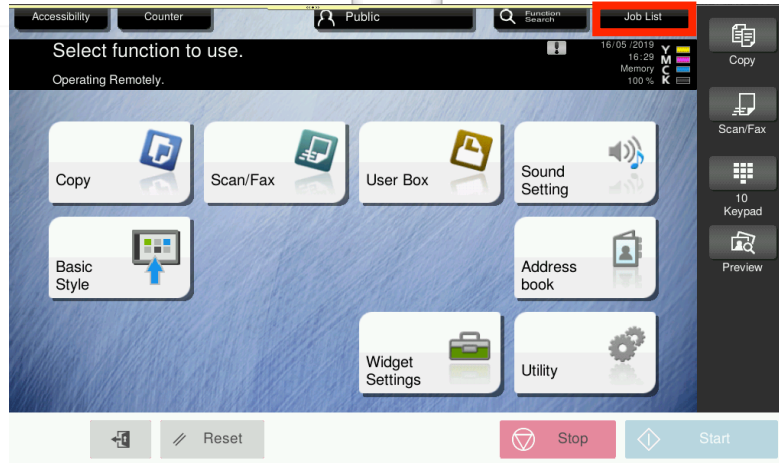 Accessibility
Counter
Public
Function
Search
Job List
Select function to use.
Operating Remotely.
16/05 /2019
16:29
Memory
100 %
Y
M
C
K
Copy
Scan/Fax
10
Keypad
Preview
Copy
Scan/Fax
User Box
Sound
Setting
Basic
Style
Address
book
Widget
Settings
Utility
Reset
Stop
Start